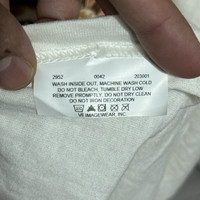 2952 0042 203001
WASH INSIDE OUT, MACHINE WASH COLD
DO NOT BLEACH, TUMBLE DRY LOW
REMOVE PROMPTLY, DO NOT DRY CLEAN
DO NOT IRON DECORATION
VF IMAGEWEAR, INC.